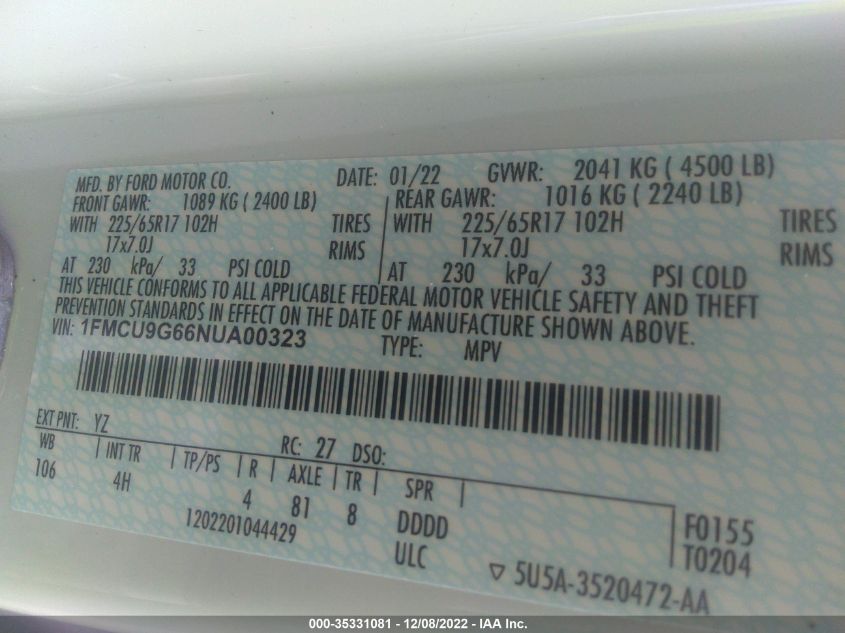 MFD. BY FORD MOTOR CO. DATE: 01/22 GVWR: 2041 KG ( 4500 LB)
FRONT GAWR: 1089 KG ( 2400 LB) REAR GAWR: 1016 KG ( 2240 LB)
WITH 225/65R17 102H TIRES WITH 225/65R17 102H TIRES
17x7.0J RIMS 17x7.0J RIMS
AT 230 kPa/ 33 PSI COLD AT 230 kPa/ 33 PSI COLD
THIS VEHICLE CONFORMS TO ALL APPLICABLE FEDERAL MOTOR VEHICLE SAFETY AND THEFT
PREVENTION STANDARDS IN EFFECT ON THE DATE OF MANUFACTURE SHOWN ABOVE.
VIN: 1FMCU9G66NUA00323 TYPE: MPV
EXT PNT: YZ RC: 27 DSO:
WB INT TR TP/PS R AXLE TR SPR
106 4H 4 81 8 DDDD F0155
1202201044429 ULC T0204
5U5A-3520472-AA
000-35331081 - 12/08/2022 - IAA Inc.